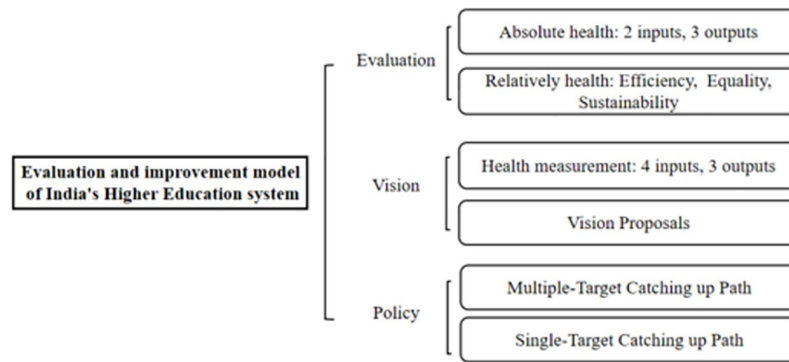 Evaluation and improvement model
of India's Higher Education system
Evaluation
Absolute health: 2 inputs, 3 outputs
Relatively health: Efficiency, Equality,
Sustainability
Vision
Health measurement: 4 inputs, 3 outputs
Vision Proposals
Policy
Multiple-Target Catching up Path
Single-Target Catching up Path